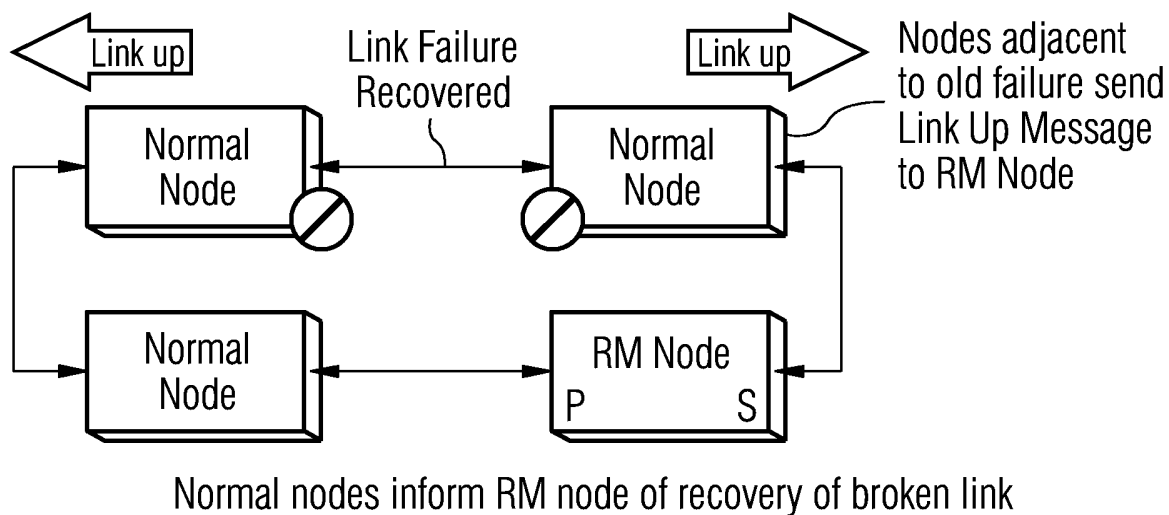 Link up
Link Failure
Recovered
Link up
Nodes adjacent
to old failure send
Link Up Message
to RM Node
Normal
Node
Normal
Node
Normal
Node
RM Node
P
S
Normal nodes inform RM node of recovery of broken link